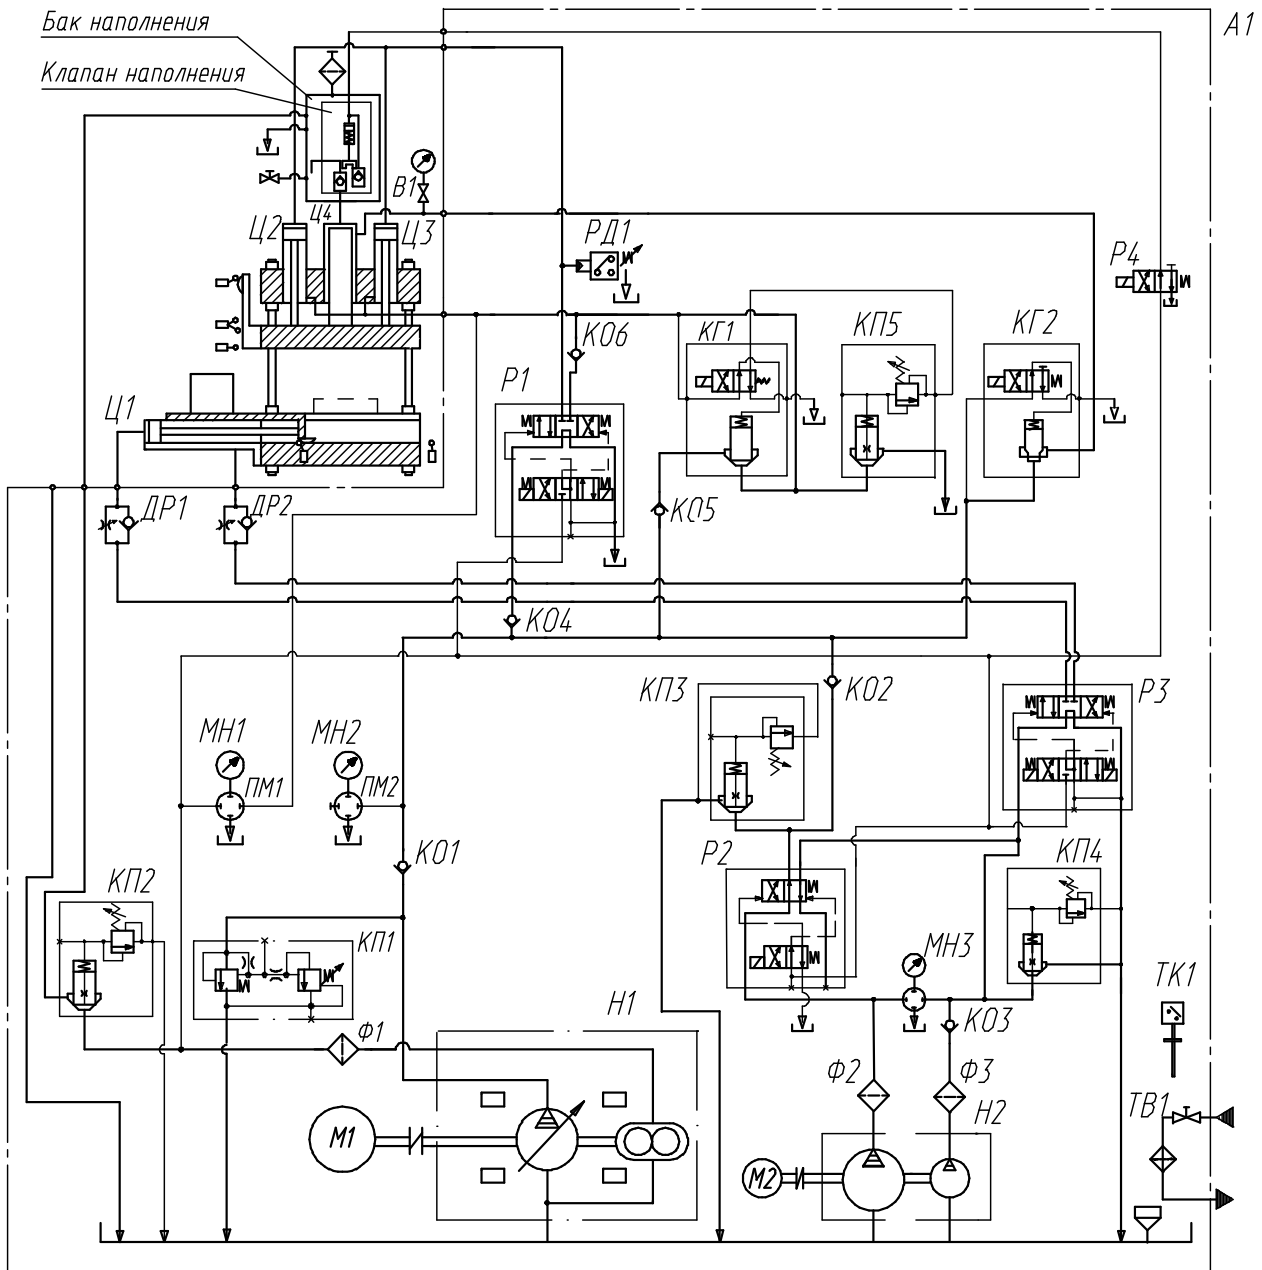 Бак наполнения
А1
Клапан наполнения
В1
Ц4
Ц2
Ц3
РД1
Р4
КО6
КГ1
КП5
КГ2
Р1
Ц1
ДР1
ДР2
КО5
КО4
КП3
КО2
Р3
МН1
МН2
ПМ1
ПМ2
КО1
Р2
КП4
КП2
КП1
МН3
ТК1
Н1
КО3
Ф1
Ф2
Ф3
Н2
ТВ1
М1
М2